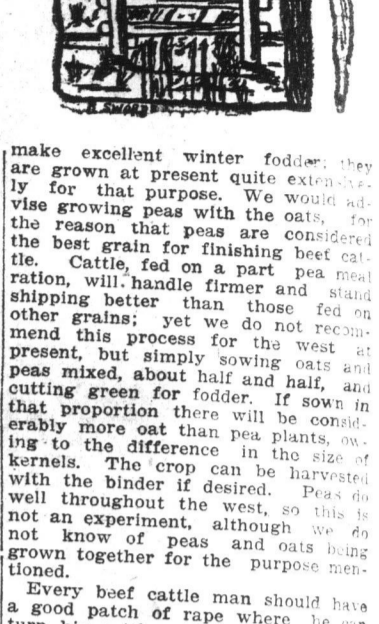 make excellent winter fodder; they
are grown at present quite extensive-
ly for that purpose. We would ad-
vise growing peas with the oats, for
the reason that peas are considered
the best grain for finishing beef cat-
tle. Cattle, fed on a part pea meal
ration, will handle firmer and stand
shipping better than those fed on
other grains; yet we do not recom-
mend this process for the west at
present, but simply sowing oats and
peas mixed, about half and half, and
cutting green for fodder. If sown in
that proportion there will be consid-
erably more oat than pea plants, ow-
ing to the difference in the size of
kernels. The crop can be harvested
with the binder if desired. Peas do
well throughout the west, so this is
not an experiment, although we do
not know of peas and oats being
grown together for the purpose men-
tioned.
Every beef cattle man should have
a good patch of rape where he can